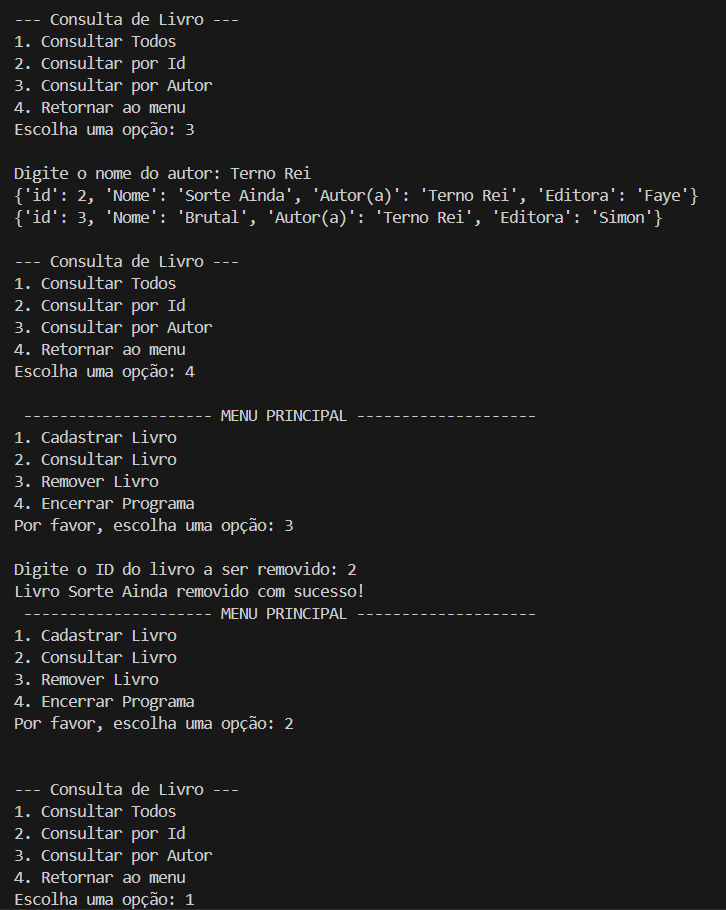 --- Consulta de Livro ---
1. Consultar Todos
2. Consultar por Id
3. Consultar por Autor
4. Retornar ao menu
Escolha uma opção: 3
Digite o nome do autor: Terno Rei
{'id': 2, 'Nome': 'Sorte Ainda', 'Autor(a)': 'Terno Rei', 'Editora': 'Faye'}
{'id': 3, 'Nome': 'Brutal', 'Autor(a)': 'Terno Rei', 'Editora': 'Simon'}
--- Consulta de Livro ---
1. Consultar Todos
2. Consultar por Id
3. Consultar por Autor
4. Retornar ao menu
Escolha uma opção: 4
-------------------- MENU PRINCIPAL --------------------
1. Cadastrar Livro
2. Consultar Livro
3. Remover Livro
4. Encerrar Programa
Por favor, escolha uma opção: 3
Digite o ID do livro a ser removido: 2
Livro Sorte Ainda removido com sucesso!
-------------------- MENU PRINCIPAL --------------------
1. Cadastrar Livro
2. Consultar Livro
3. Remover Livro
4. Encerrar Programa
Por favor, escolha uma opção: 2
--- Consulta de Livro ---
1. Consultar Todos
2. Consultar por Id
3. Consultar por Autor
4. Retornar ao menu
Escolha uma opção: 1